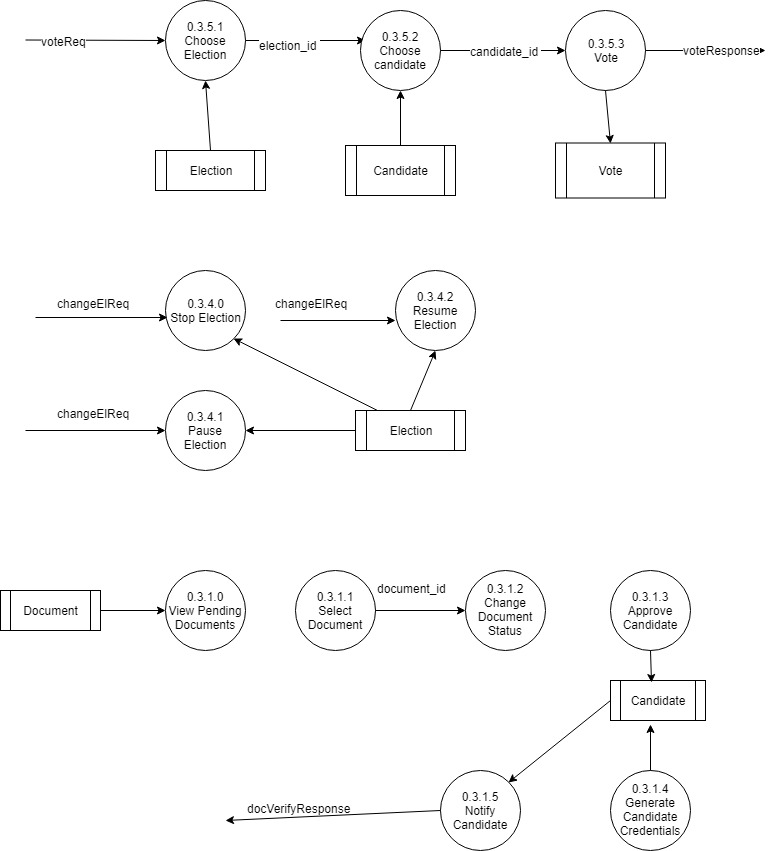 voteReq
0.3.5.1
Choose
Election
election_id
0.3.5.2
Choose
candidate
candidate_id
0.3.5.3
Vote
voteResponse
Election
Candidate
Vote
changeElReq
0.3.4.0
Stop Election
changeElReq
0.3.4.2
Resume
Election
changeElReq
0.3.4.1
Pause
Election
Election
Document
0.3.1.0
View Pending
Documents
0.3.1.1
Select
Document
document_id
0.3.1.2
Change
Document
Status
0.3.1.3
Approve
Candidate
Candidate
docVerifyResponse
0.3.1.5
Notify
Candidate
0.3.1.4
Generate
Candidate
Credentials